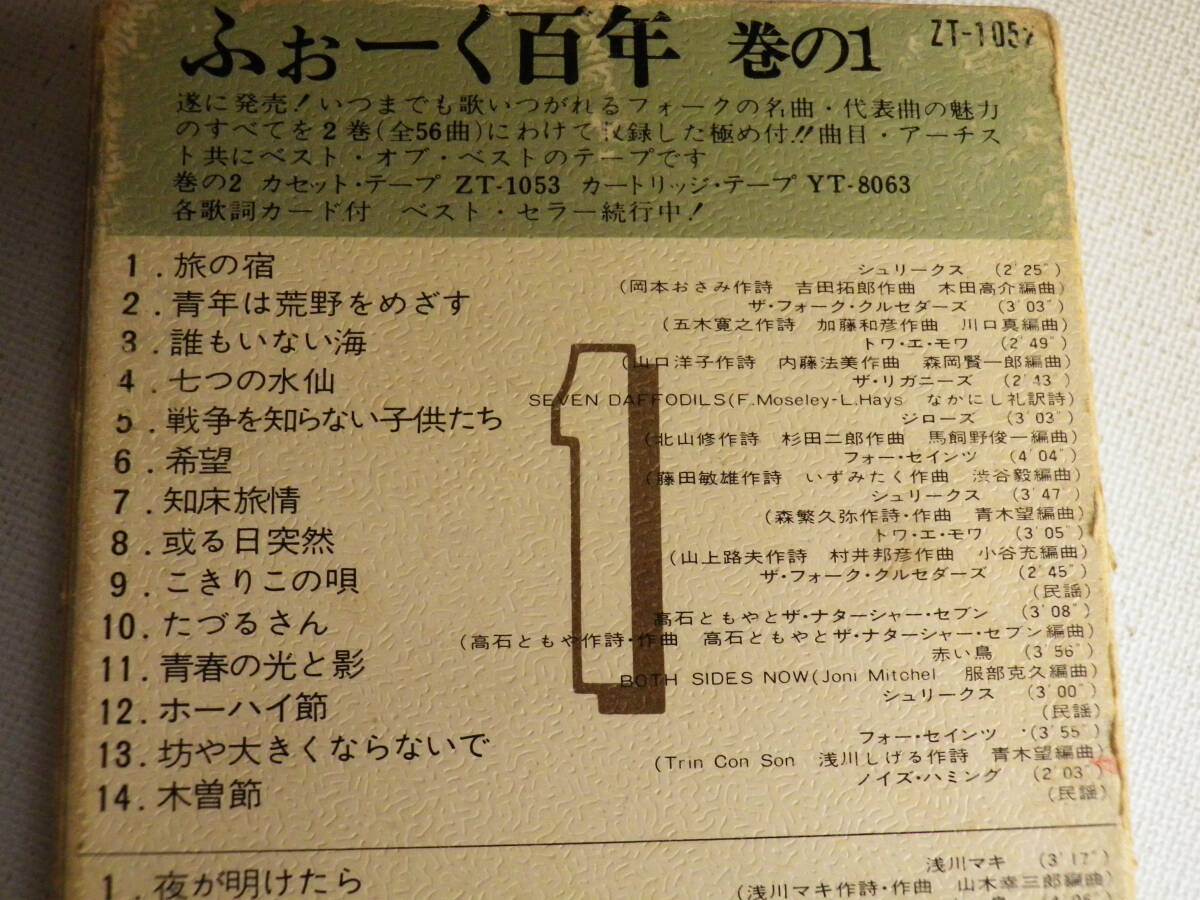 ふぉーく百年 巻の1 ZT-105
遂に発売!いつまでも歌いつがれるフォークの名曲・代表曲の魅力
のすべてを2巻(全56曲)にわけて収録した極め付!!曲目・アーチス
ト共にベスト・オブ・ベストのテープです
巻の2 カセット・テープ ZT-1053 カートリッジ・テープ YT-8063
各歌詞カード付 ベスト・セラー続行中!
1.旅の宿 シュリークス (2'25")
(岡本おさみ作詩 吉田拓郎作曲 木田高介編曲)
2.青年は荒野をめざす ザ・フォーク・クルセダーズ (3'03")
(五木寛之作詩 加藤和彦作曲 川口真編曲)
3.誰もいない海 トワ・エ・モワ (2'49")
(山口洋子作詩 内藤法美作曲 森岡賢一郎編曲)
4.七つの水仙 ザ・リガニーズ (2'43")
SEVEN DAFFODILS(F.Moseley-L.Hays なかにし礼訳詩)
5.戦争を知らない子供たち ジローズ (3'03")
(北山修作詩 杉田二郎作曲 馬飼野俊一編曲)
6.希望 フォー・セインツ (4'04")
(藤田敏雄作詩 いずみたく作曲 渋谷毅編曲)
7.知床旅情 シュリークス (3'47")
(森繁久弥作詩・作曲 青木望編曲)
8.或る日突然 トワ・エ・モワ (3'05")
(山上路夫作詩 村井邦彦作曲 小谷充編曲)
9.こきりこの唄 ザ・フォーク・クルセダーズ (2'45")
(民謡)
10.たづるさん 高石ともやとザ・ナターシャー・セブン (3'08")
(高石ともや作詩・作曲 高石ともやとザ・ナターシャー・セブン編曲)
11.青春の光と影 赤い鳥 (3'56")
BOTH SIDES NOW(Joni Mitchel 服部克久編曲)
12.ホーハイ節 シュリークス (3'00")
(民謡)
13.坊や大きくならないで フォー・セインツ (3'55")
(Trin Con Son 浅川しげる作詩 青木望編曲)
14.木曽節 ノイズ・ハミング (2'03")
(民謡)
1
1.夜が明けたら 浅川マキ (3'17")
(浅川マキ作詩・作曲 山木幸三郎編曲)